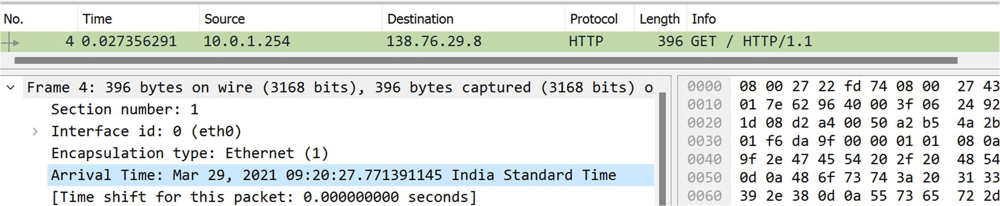 No. Time Source Destination Protocol Length Info
4 0.027356291 10.0.1.254 138.76.29.8 HTTP 396 GET / HTTP/1.1
Frame 4: 396 bytes on wire (3168 bits), 396 bytes captured (3168 bits) o
Section number: 1
Interface id: 0 (eth0)
Encapsulation type: Ethernet (1)
Arrival Time: Mar 29, 2021 09:20:27.771391145 India Standard Time
[Time shift for this packet: 0.000000000 seconds]
0000 08 00 27 22 fd 74 08 00 27 43
0010 01 7e 62 96 40 00 3f 06 24 92
0020 1d 08 d2 a4 00 50 a2 b5 4a 2b
0030 01 f6 da 9f 00 00 01 01 08 0a
0040 9f 2e 47 45 54 20 2f 20 48 54
0050 0d 0a 48 6f 73 74 3a 20 31 33
0060 39 2e 38 0d 0a 55 73 65 72 2d